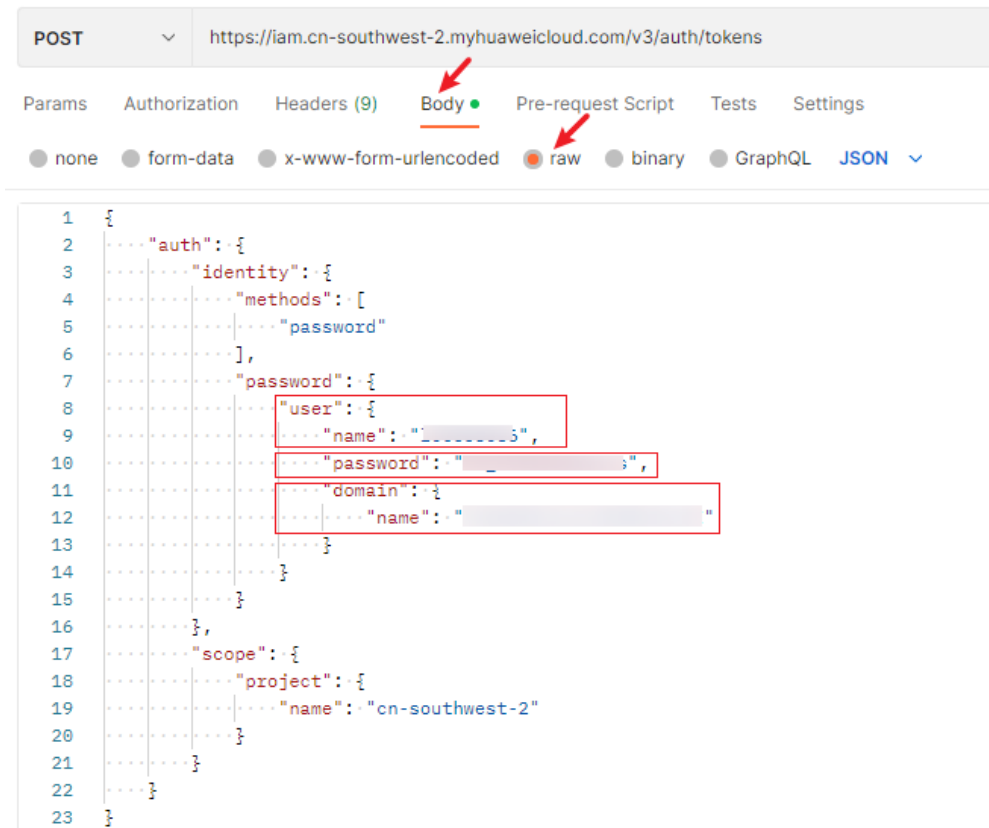 POST https://iam.cn-southwest-2.myhuaweicloud.com/v3/auth/tokens
Params Authorization Headers (9) Body Pre-request Script Tests Settings
none form-data x-www-form-urlencoded raw binary GraphQL JSON
1 {
2 "auth": {
3 "identity": {
4 "methods": [
5 "password"
6 ],
7 "password": {
8 "user": {
9 "name": "",
10 "password": "",
11 "domain": {
12 "name": ""
13 }
14 }
15 }
16 },
17 "scope": {
18 "project": {
19 "name": "cn-southwest-2"
20 }
21 }
22 }
23 }